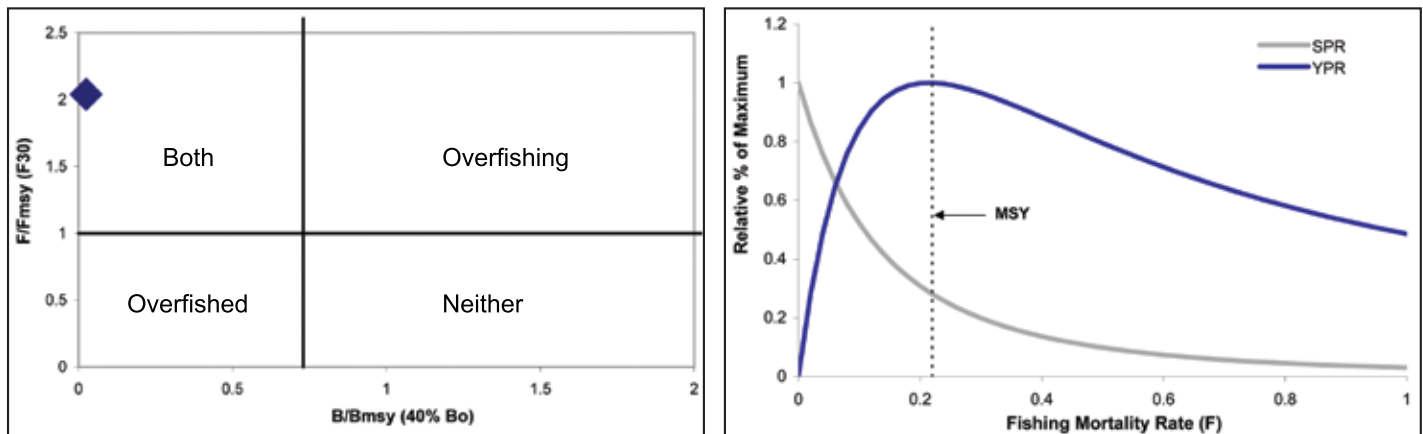 2.5
2
1.5
1
0.5
0
F/Fmsy (F30)
Both
Overfishing
Overfished
Neither
0
0.5
1
1.5
2
B/Bmsy (40% Bo)
1.2
1
0.8
0.6
0.4
0.2
0
Relative % of Maximum
SPR
YPR
MSY
0
0.2
0.4
0.6
0.8
1
Fishing Mortality Rate (F)